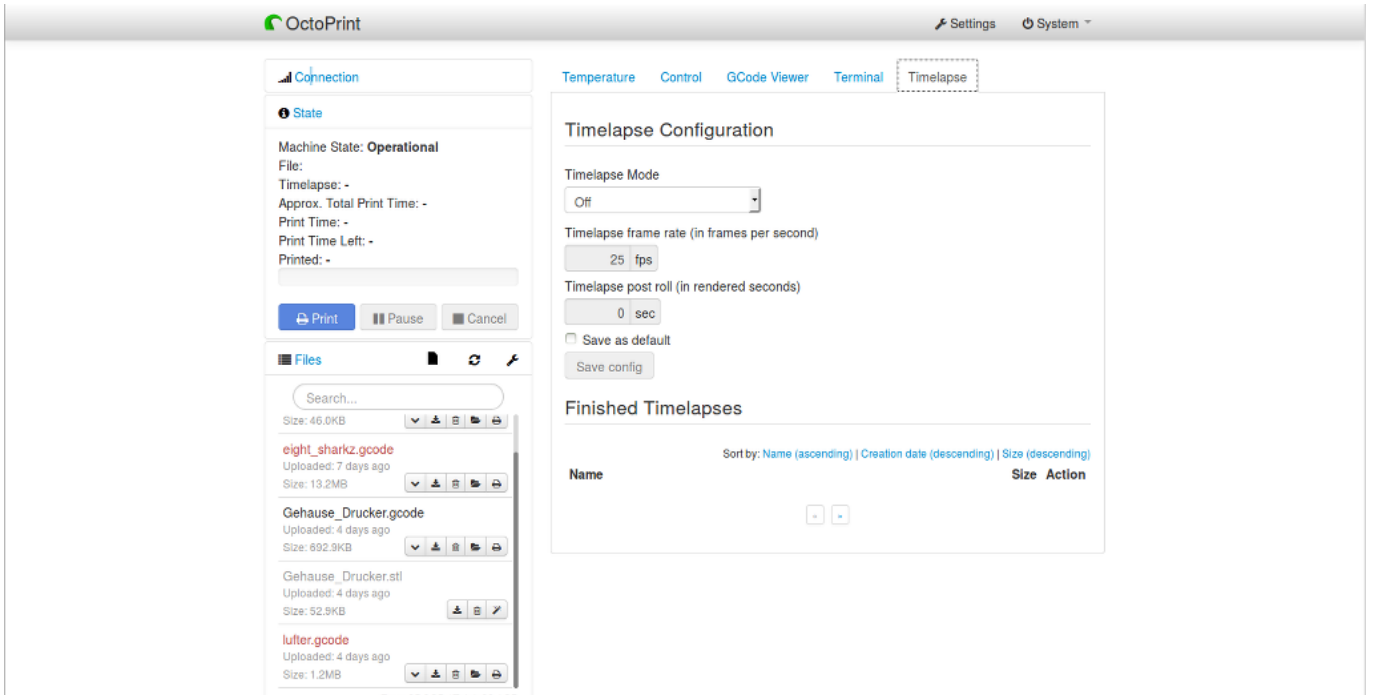 OctoPrint
Settings
System
Connection
State
Machine State: Operational
File:
Timelapse: -
Approx. Total Print Time: -
Print Time: -
Print Time Left: -
Printed: -
Print
Pause
Cancel
Files
Search...
Size: 46.0KB
eight_sharkz.gcode
Uploaded: 7 days ago
Size: 13.2MB
Gehause_Drucker.gcode
Uploaded: 4 days ago
Size: 692.9KB
Gehause_Drucker.stl
Uploaded: 4 days ago
Size: 52.9KB
lufter.gcode
Uploaded: 4 days ago
Size: 1.2MB
Temperature
Control
GCode Viewer
Terminal
Timelapse
Timelapse Configuration
Timelapse Mode
Off
Timelapse frame rate (in frames per second)
25 fps
Timelapse post roll (in rendered seconds)
0 sec
Save as default
Save config
Finished Timelapses
Sort by: Name (ascending) | Creation date (descending) | Size (descending)
Name Size Action
« »